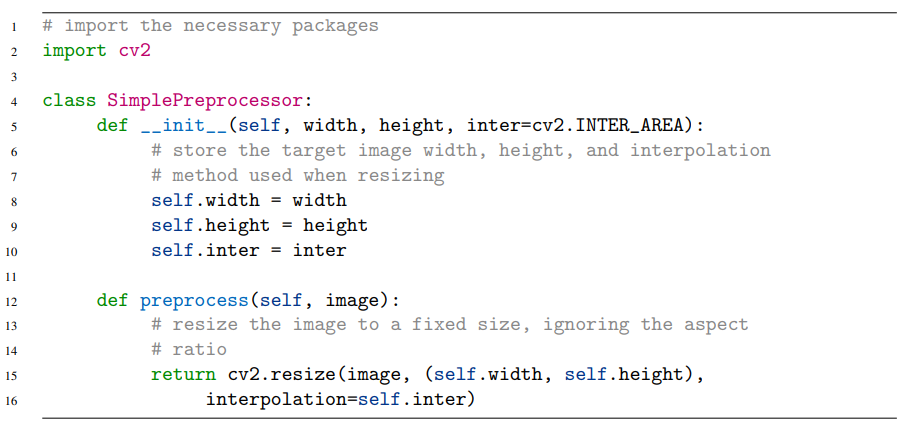 1 # import the necessary packages
2 import cv2
3
4 class SimplePreprocessor:
5     def __init__(self, width, height, inter=cv2.INTER_AREA):
6         # store the target image width, height, and interpolation
7         # method used when resizing
8         self.width = width
9         self.height = height
10         self.inter = inter
11
12     def preprocess(self, image):
13         # resize the image to a fixed size, ignoring the aspect
14         # ratio
15         return cv2.resize(image, (self.width, self.height),
16             interpolation=self.inter)